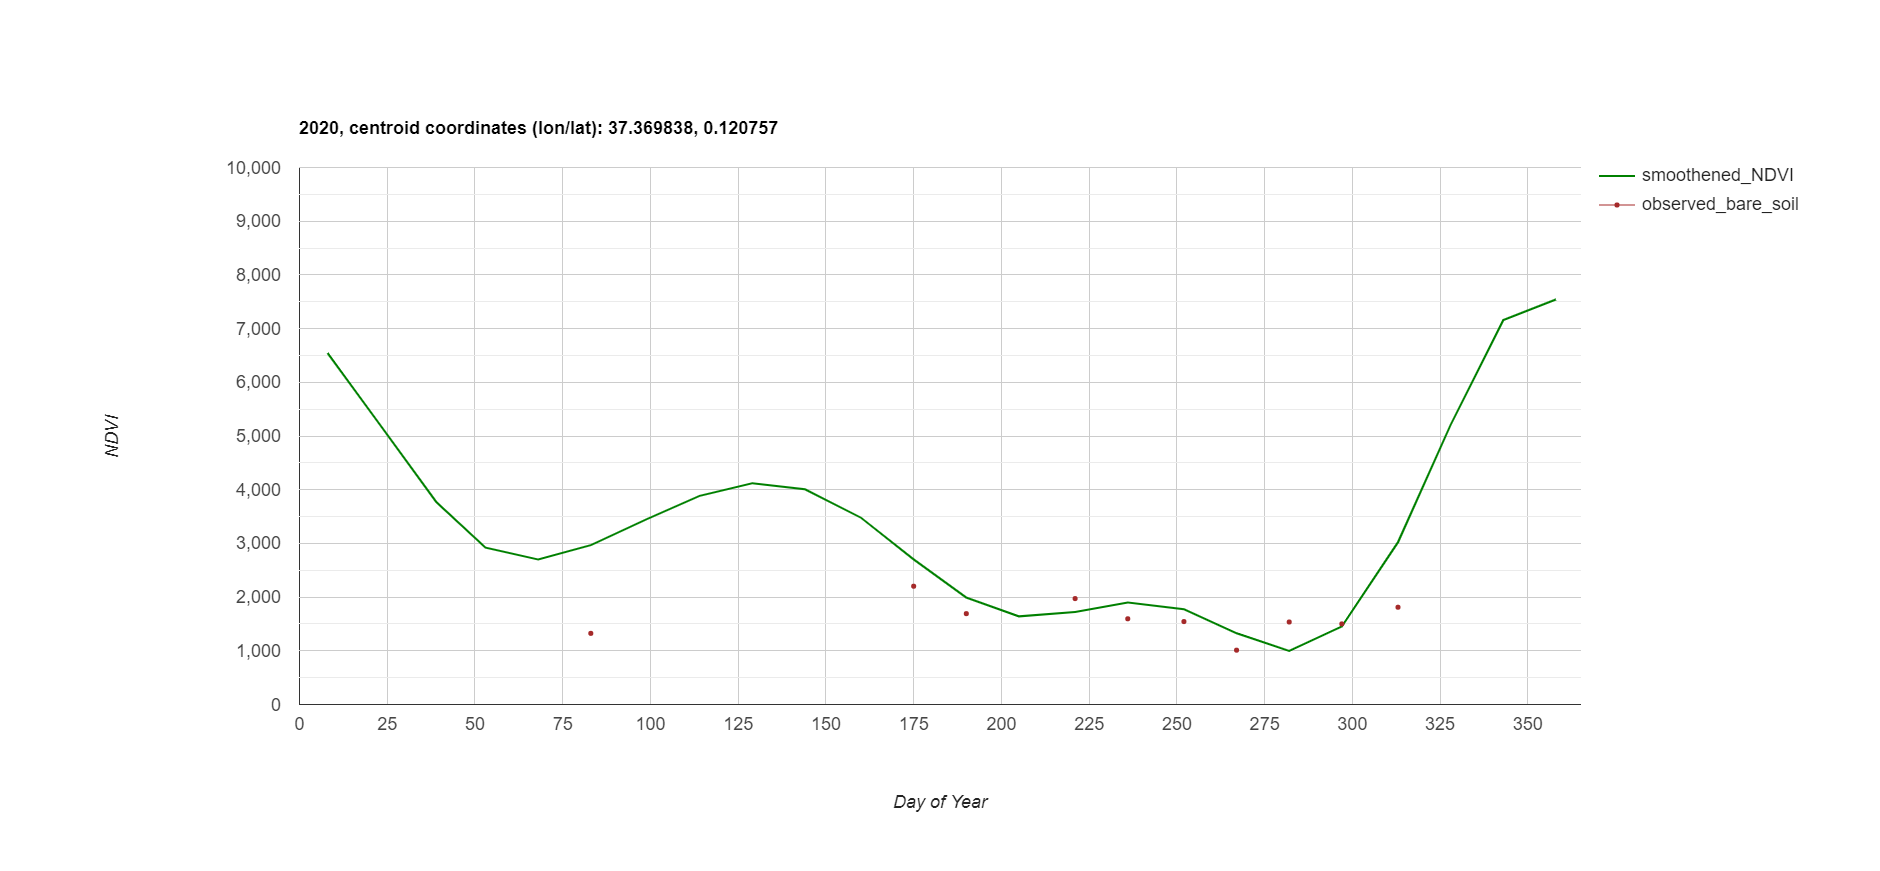 2020, centroid coordinates (lon/lat): 37.369838, 0.120757
10,000
9,000
8,000
7,000
6,000
5,000
4,000
3,000
2,000
1,000
0
NDVI
0 25 50 75 100 125 150 175 200 225 250 275 300 325 350
Day of Year
smoothened_NDVI
observed_bare_soil